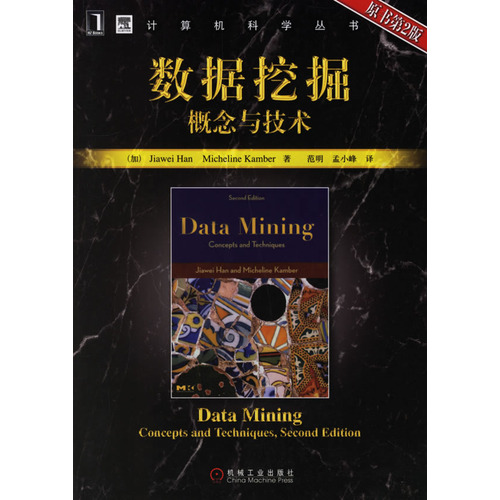 计算机科学丛书
原书第2版
数据挖掘
概念与技术
(加) Jiawei Han Micheline Kamber 著 范明 孟小峰 译
Second Edition
Data Mining
Concepts and Techniques
Jiawei Han and Micheline Kamber
MK
Data Mining
Concepts and Techniques, Second Edition
机械工业出版社
China Machine Press